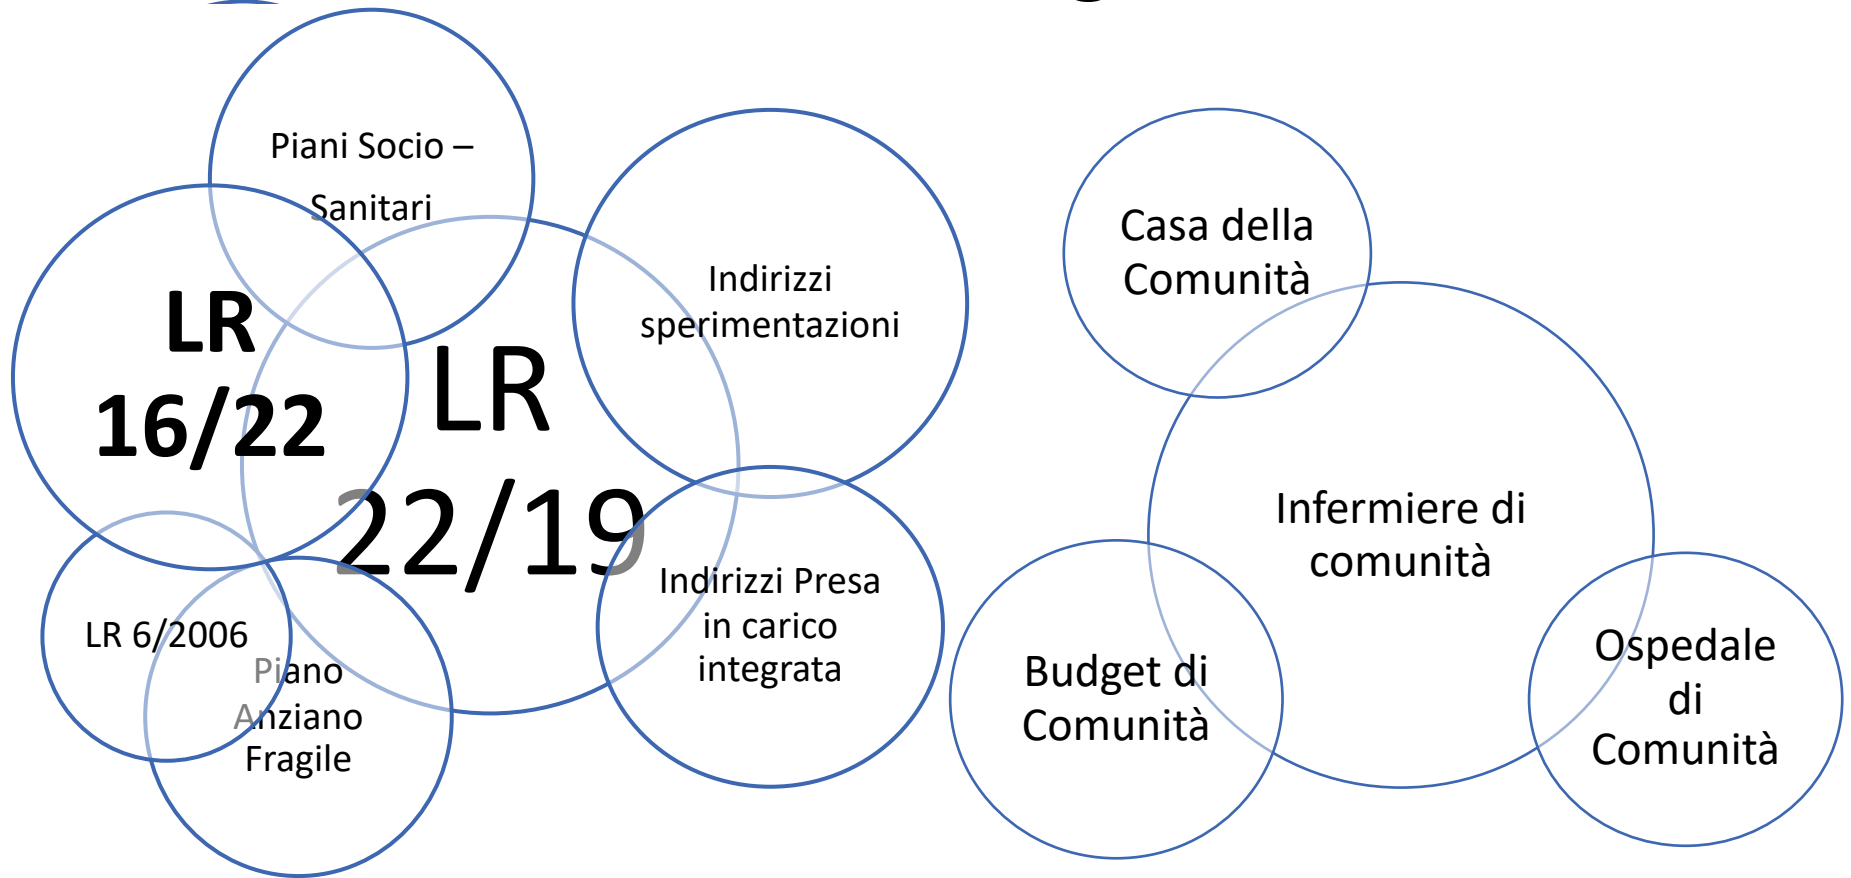 Piani Socio –
Sanitari
LR
16/22
LR
22/19
Indirizzi
sperimentazioni
Indirizzi Presa
in carico
integrata
LR 6/2006
Piano
Anziano
Fragile
Casa della
Comunità
Infermiere di
comunità
Budget di
Comunità
Ospedale
di
Comunità